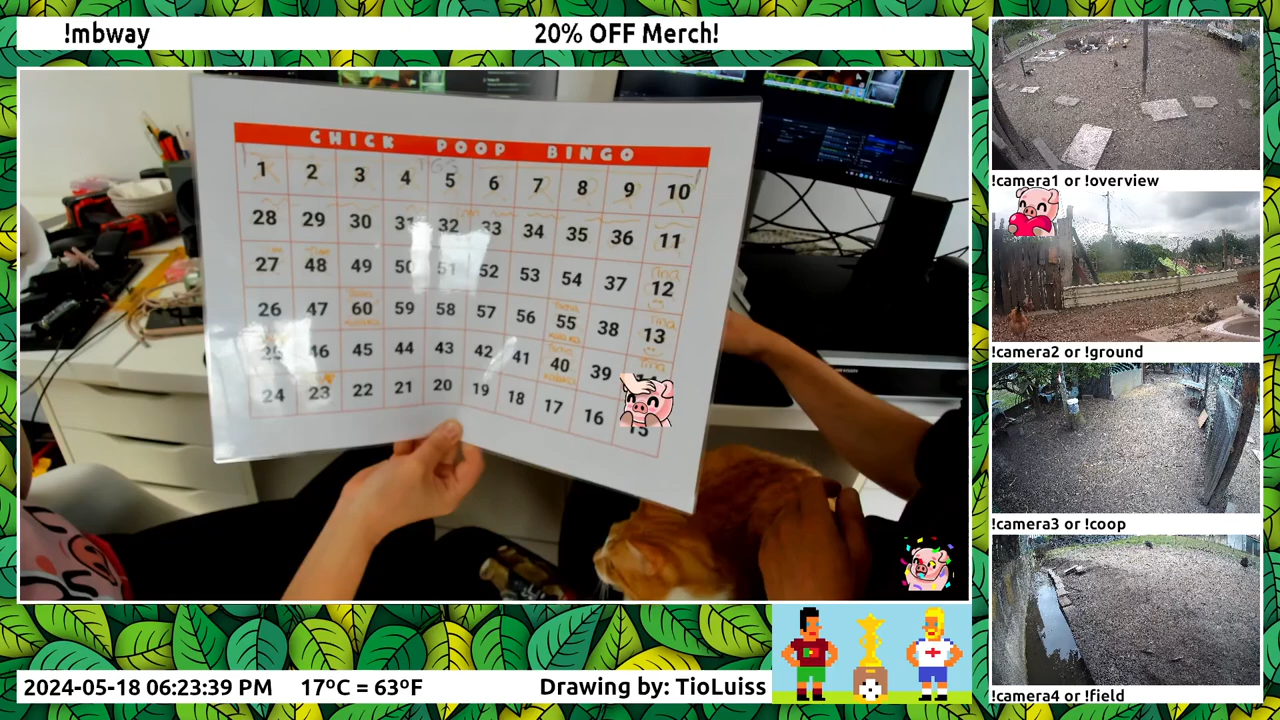 !mbway
20% OFF Merch!
CHICK POOP BINGO
1 2 3 4 5 6 7 8 9 10
28 29 30 31 32 33 34 35 36 11
27 48 49 50 51 52 53 54 37 12
26 47 60 59 58 57 56 55 38 13
25 46 45 44 43 42 41 40 39
24 23 22 21 20 19 18 17 16 15
!camera1 or !overview
!camera2 or !ground
!camera3 or !coop
!camera4 or !field
2024-05-18 06:23:39 PM 17ºC = 63ºF
Drawing by: TioLuiss